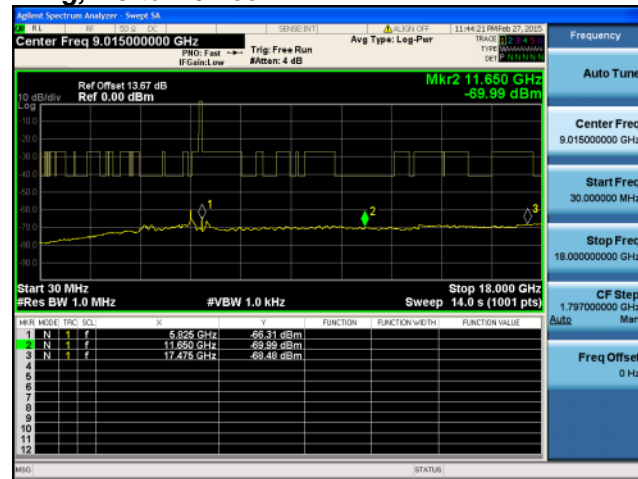 Agilent Spectrum Analyzer - Swept SA
RL RF 50 Ω DC SENSE:INT ALIGN OFF 11:44:21 PM Feb 27, 2015
Center Freq 9.015000000 GHz
PNO: Fast
IFGain:Low
Trig: Free Run
#Atten: 4 dB
Avg Type: Log-Pwr
TRACE 1 2 3 4 5 6
TYPE
DET P N N N N N
Ref Offset 13.67 dB
Ref 0.00 dBm
10 dB/div
Log
Mkr2 11.650 GHz
-69.99 dBm
-10.0
-20.0
-30.0
-40.0
-50.0
-60.0
-70.0
-80.0
-90.0
1
2
3
Start 30 MHz
Stop 18.000 GHz
#Res BW 1.0 MHz
#VBW 1.0 kHz
Sweep 14.0 s (1001 pts)
MKR MODE TRC SCL X Y FUNCTION FUNCTION WIDTH FUNCTION VALUE
1 N 1 f 5.825 GHz -66.31 dBm
2 N 1 f 11.650 GHz -69.99 dBm
3 N 1 f 17.475 GHz -68.48 dBm
4
5
6
7
8
9
10
11
12
MSG
STATUS
Frequency
Auto Tune
Center Freq
9.015000000 GHz
Start Freq
30.000000 MHz
Stop Freq
18.000000000 GHz
CF Step
1.797000000 GHz
Auto Man
Freq Offset
0 Hz